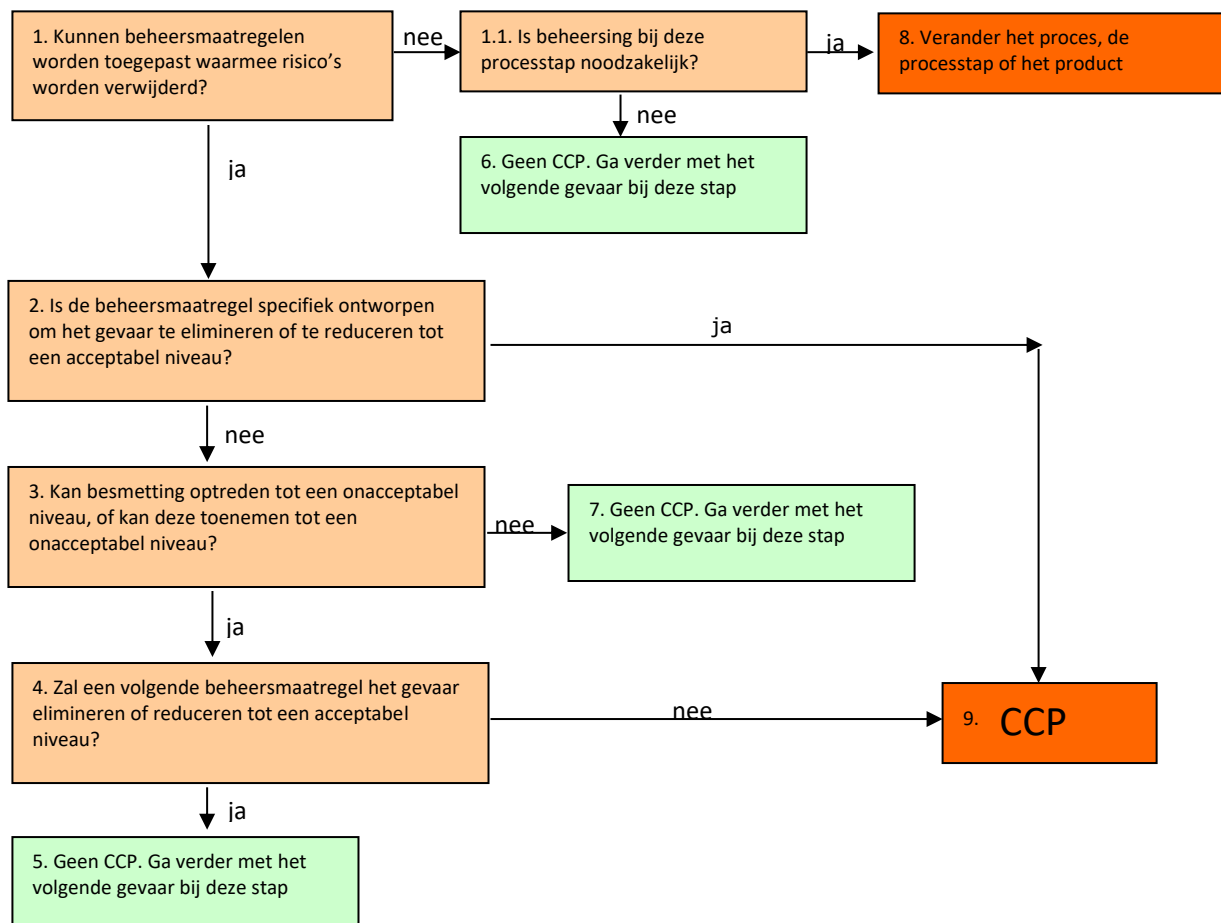 1. Kunnen beheersmaatregelen
worden toegepast waarmee risico's
worden verwijderd?
nee
1.1. Is beheersing bij deze
processtap noodzakelijk?
ja
8. Verander het proces, de
processtap of het product
nee
6. Geen CCP. Ga verder met het
volgende gevaar bij deze stap
ja
2. Is de beheersmaatregel specifiek ontworpen
om het gevaar te elimineren of te reduceren tot
een acceptabel niveau?
ja
nee
3. Kan besmetting optreden tot een onacceptabel
niveau, of kan deze toenemen tot een
onacceptabel niveau?
nee
7. Geen CCP. Ga verder met het
volgende gevaar bij deze stap
ja
4. Zal een volgende beheersmaatregel het gevaar
elimineren of reduceren tot een acceptabel
niveau?
nee
9. CCP
ja
5. Geen CCP. Ga verder met het
volgende gevaar bij deze stap